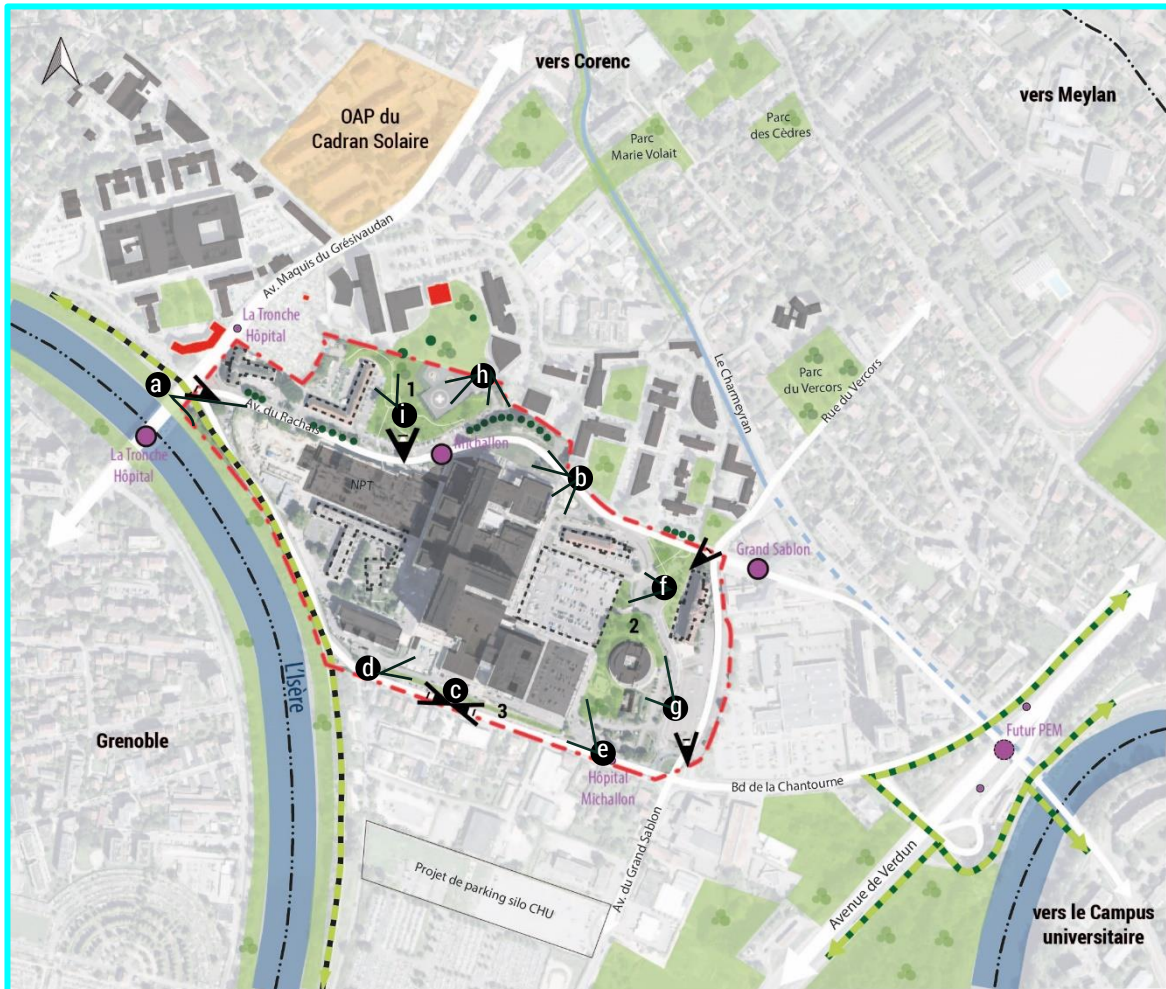 vers Corenc
vers Meylan
OAP du
Cadran Solaire
Parc
des Cèdres
Parc
Marie Volait
Av. Maquis du Grésivaudan
La Tronche
Hôpital
Le Charmeyran
Parc
du Vercors
Rue du Vercors
a
h
1
i
Av. du Rachais
La Tronche
Hôpital
Michallon
NPT
b
Grand Sablon
f
2
L'Isère
d
c
3
g
Grenoble
e
Hôpital
Michallon
Futur PEM
Bd de la Chantourne
Av. du Grand Sablon
Projet de parking silo CHU
Avenue de Verdun
vers le Campus
universitaire